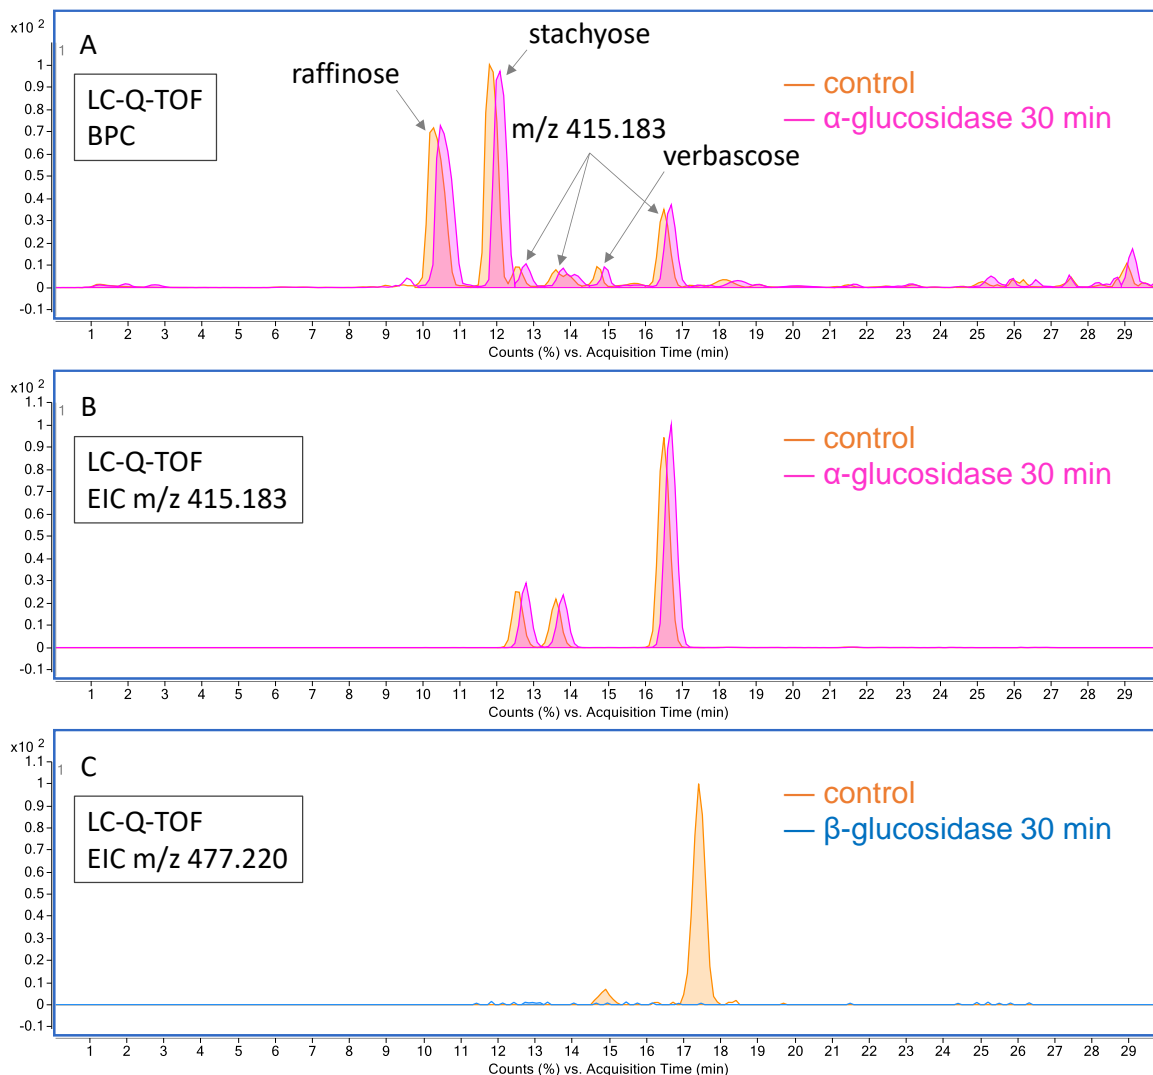 x10 2
1
A
LC-Q-TOF
BPC
raffinose
stachyose
m/z 415.183
verbascose
control
α-glucosidase 30 min
1
0.9
0.8
0.7
0.6
0.5
0.4
0.3
0.2
0.1
0
-0.1
1 2 3 4 5 6 7 8 9 10 11 12 13 14 15 16 17 18 19 20 21 22 23 24 25 26 27 28 29
Counts (%) vs. Acquisition Time (min)
x10 2
1
B
LC-Q-TOF
EIC m/z 415.183
control
α-glucosidase 30 min
1.1
1
0.9
0.8
0.7
0.6
0.5
0.4
0.3
0.2
0.1
0
-0.1
1 2 3 4 5 6 7 8 9 10 11 12 13 14 15 16 17 18 19 20 21 22 23 24 25 26 27 28 29
Counts (%) vs. Acquisition Time (min)
x10 2
1
C
LC-Q-TOF
EIC m/z 477.220
control
β-glucosidase 30 min
1.1
1
0.9
0.8
0.7
0.6
0.5
0.4
0.3
0.2
0.1
0
-0.1
1 2 3 4 5 6 7 8 9 10 11 12 13 14 15 16 17 18 19 20 21 22 23 24 25 26 27 28 29
Counts (%) vs. Acquisition Time (min)